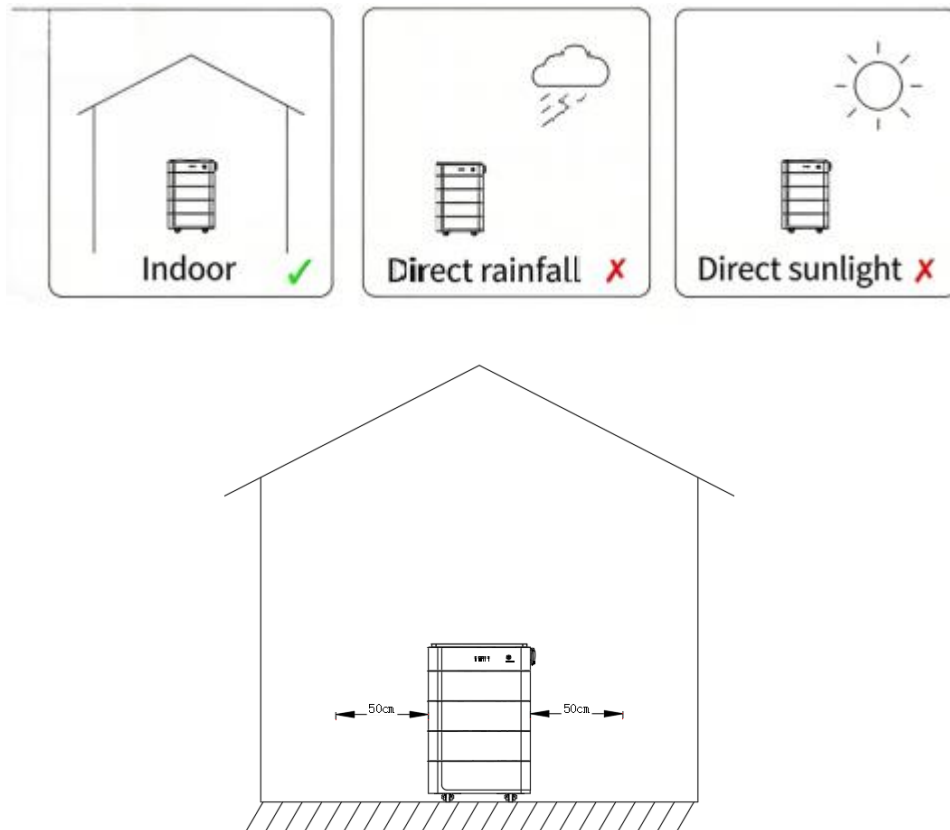 Indoor ✓
Direct rainfall ✗
Direct sunlight ✗
50cm
50cm